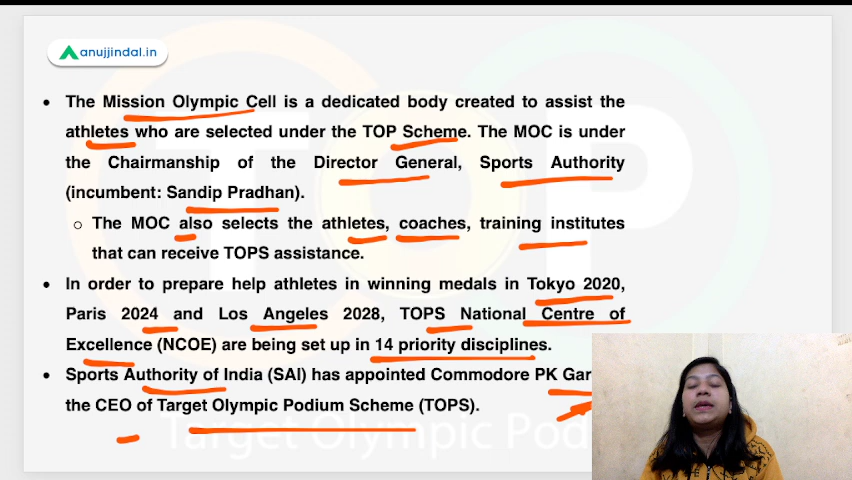 anujjindal.in
• The Mission Olympic Cell is a dedicated body created to assist the
athletes who are selected under the TOP Scheme. The MOC is under
the Chairmanship of the Director General, Sports Authority
(incumbent: Sandip Pradhan).
o The MOC also selects the athletes, coaches, training institutes
that can receive TOPS assistance.
• In order to prepare help athletes in winning medals in Tokyo 2020,
Paris 2024 and Los Angeles 2028, TOPS National Centre of
Excellence (NCOE) are being set up in 14 priority disciplines.
• Sports Authority of India (SAI) has appointed Commodore PK
the CEO of Target Olympic Podium Scheme (TOPS).
TOP
Target Olympic